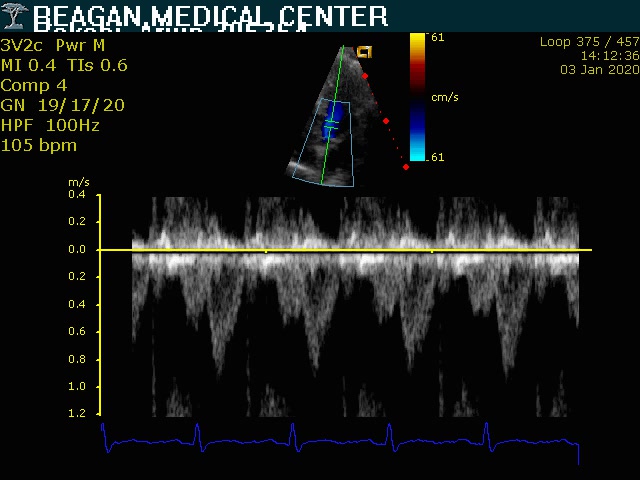 BEAGAN MEDICAL CENTER
3V2c Pwr M
MI 0.4 TIs 0.6
Comp 4
GN 19/17/20
HPF 100Hz
105 bpm
61
cm/s
61
Loop 375 / 457
14:12:36
03 Jan 2020
m/s
0.4
0.2
0.0
0.2
0.4
0.6
0.8
1.0
1.2